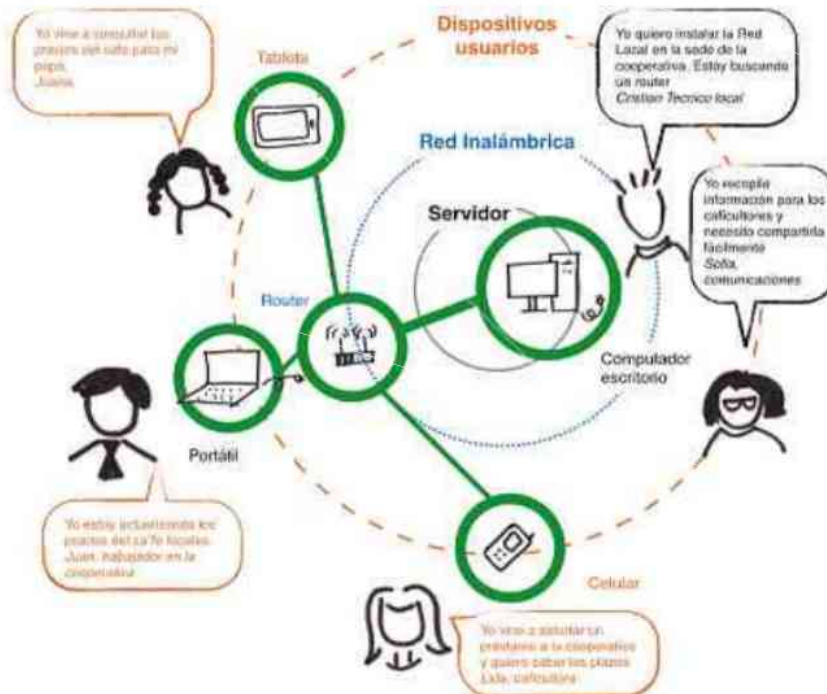 Dispositivos
usuarios
Yo vine a consultar los
precios del café para mi
papá.
Juana
Tableta
Yo quiero instalar la Red
Local en la sede de la
cooperativa. Estoy buscando
un router
Cristian Tecnico local
Red Inalámbrica
Servidor
Yo recopilo
información para los
caficultores y
necesito compartirla
fácilmente
Sofía,
comunicaciones
Router
Computador
escritorio
Portátil
Yo estoy actualizando los
precios del café locales.
Juan, trabajador en la
cooperativa
Celular
Yo vine a solicitar un
préstamo a la cooperativa
y quiero saber los plazos
Lida, caficultora